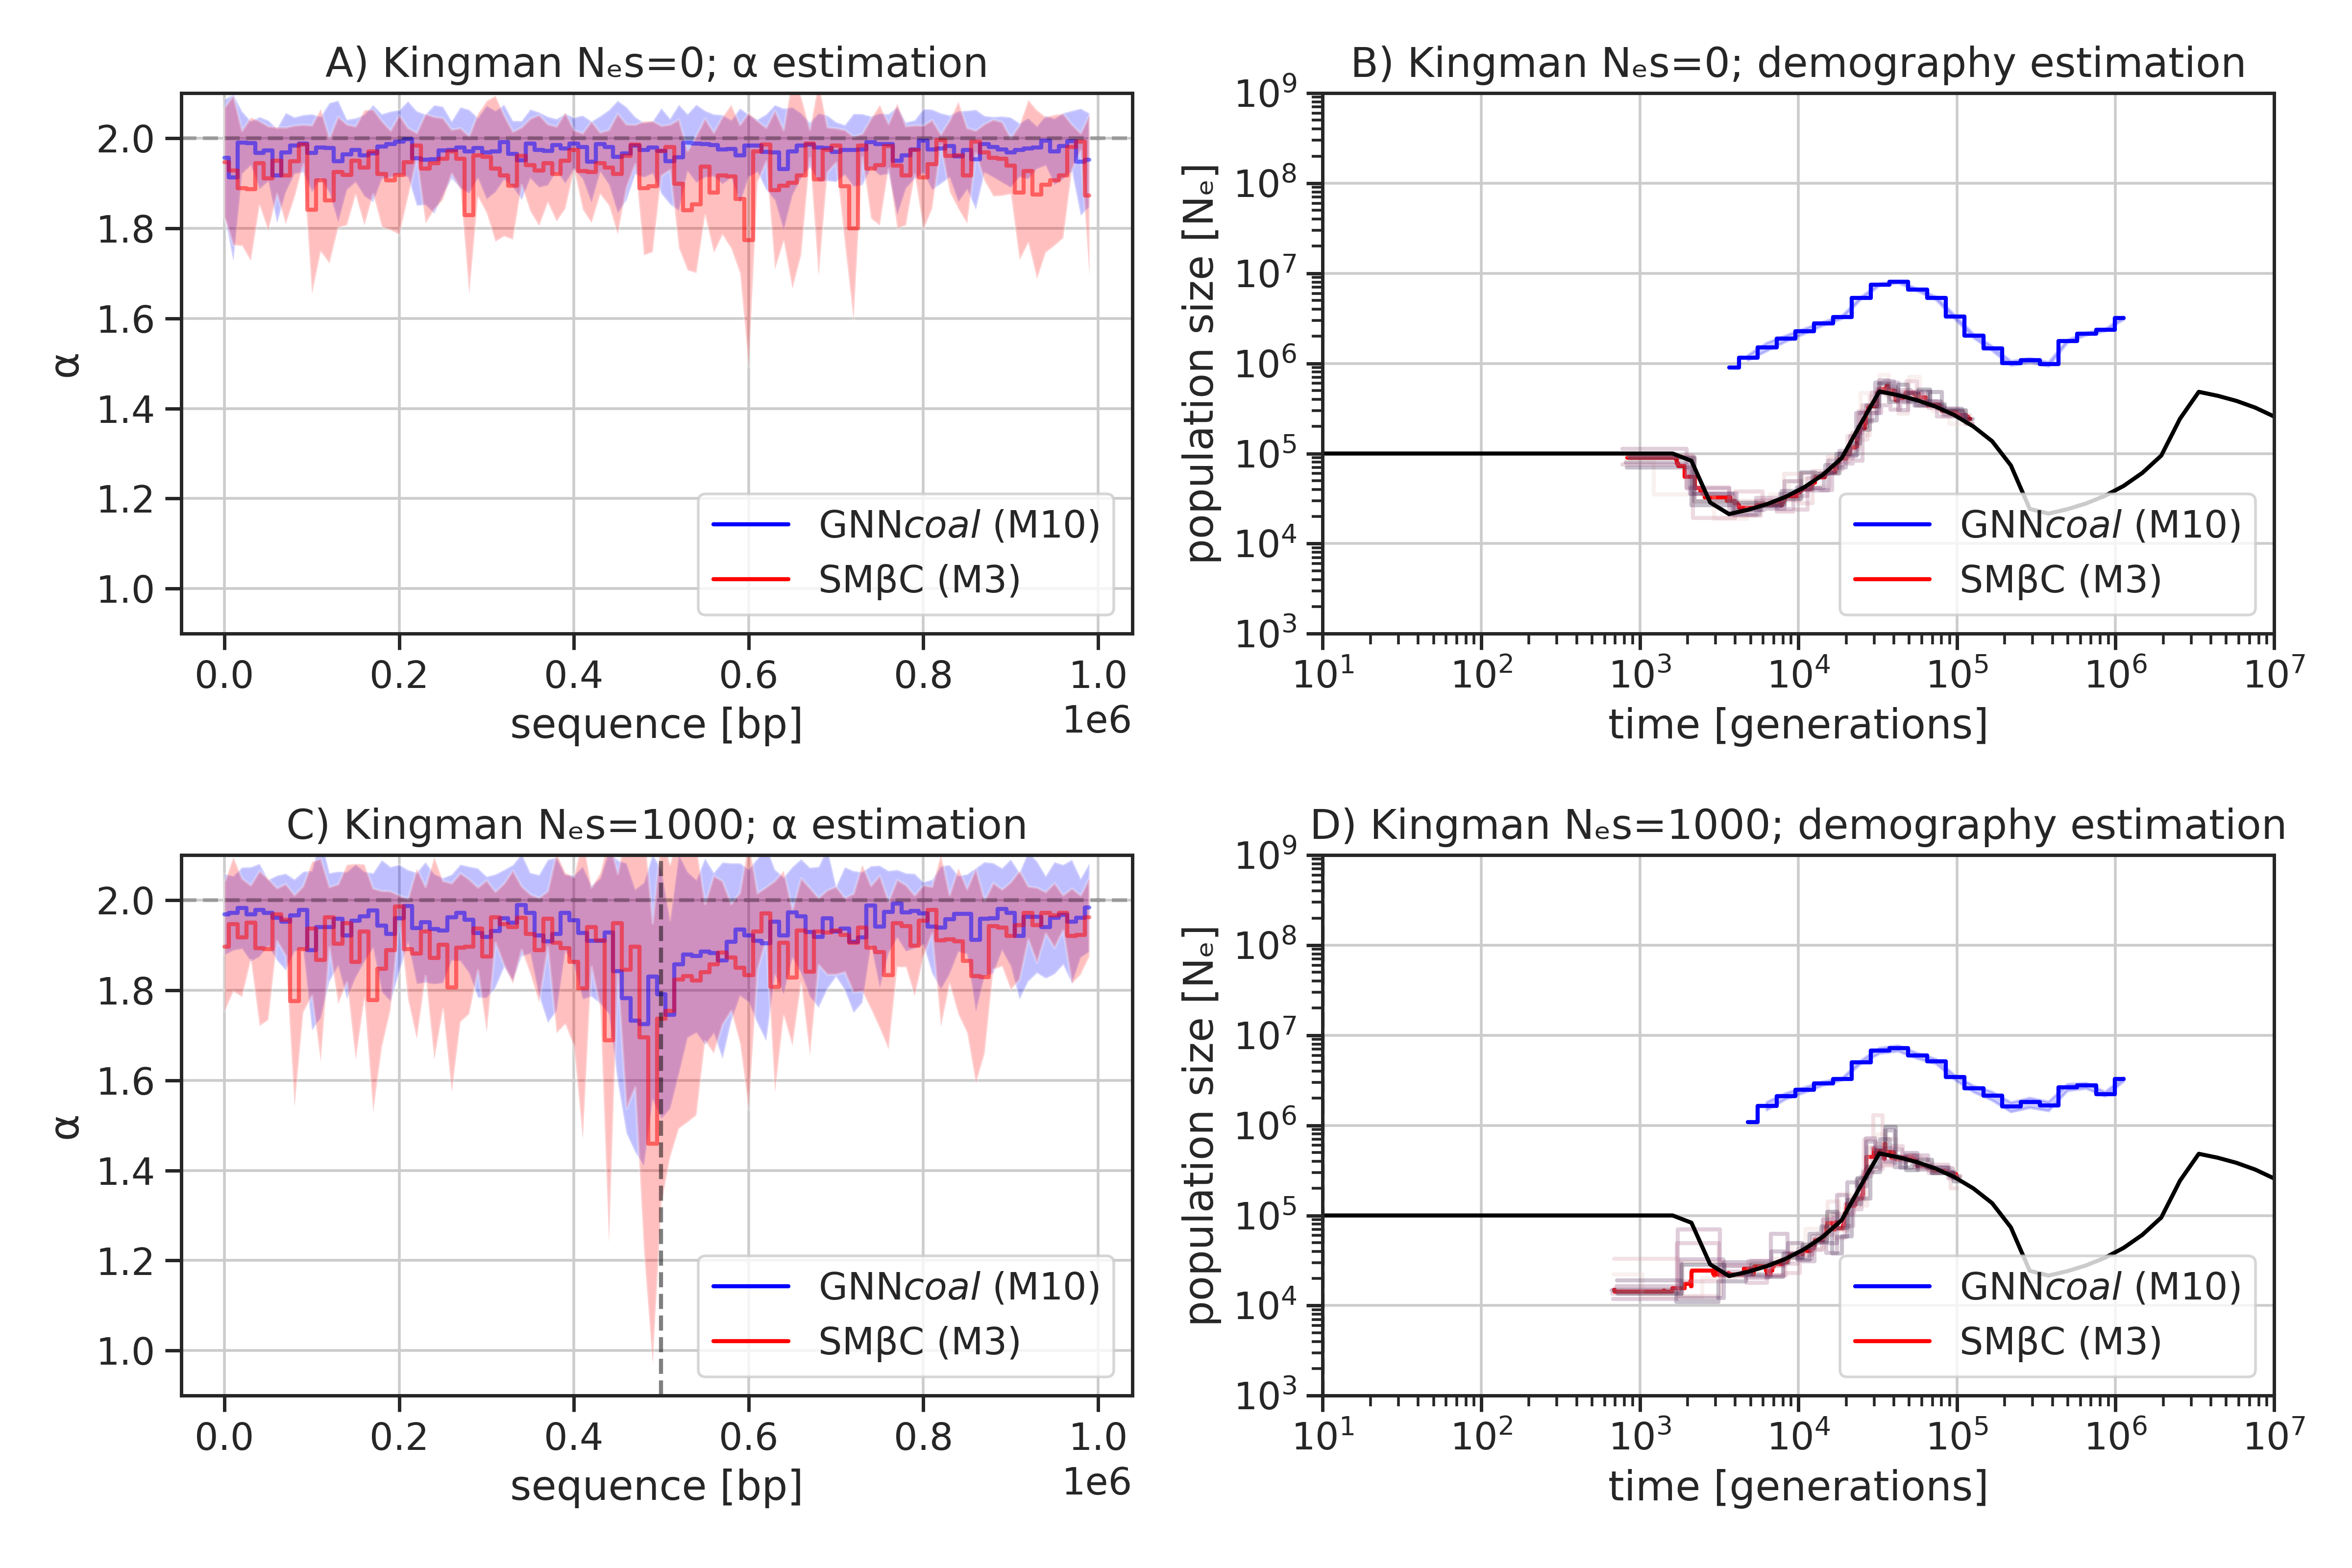 A) Kingman Nₑs=0; α estimation
2.0
1.8
1.6
1.4
1.2
1.0
α
GNNcoal (M10)
SMβC (M3)
0.0 0.2 0.4 0.6 0.8 1.0
1e6
sequence [bp]
B) Kingman Nₑs=0; demography estimation
10⁹
10⁸
10⁷
10⁶
10⁵
10⁴
10³
population size [Nₑ]
GNNcoal (M10)
SMβC (M3)
10¹ 10² 10³ 10⁴ 10⁵ 10⁶ 10⁷
time [generations]
C) Kingman Nₑs=1000; α estimation
2.0
1.8
1.6
1.4
1.2
1.0
α
GNNcoal (M10)
SMβC (M3)
0.0 0.2 0.4 0.6 0.8 1.0
1e6
sequence [bp]
D) Kingman Nₑs=1000; demography estimation
10⁹
10⁸
10⁷
10⁶
10⁵
10⁴
10³
population size [Nₑ]
GNNcoal (M10)
SMβC (M3)
10¹ 10² 10³ 10⁴ 10⁵ 10⁶ 10⁷
time [generations]